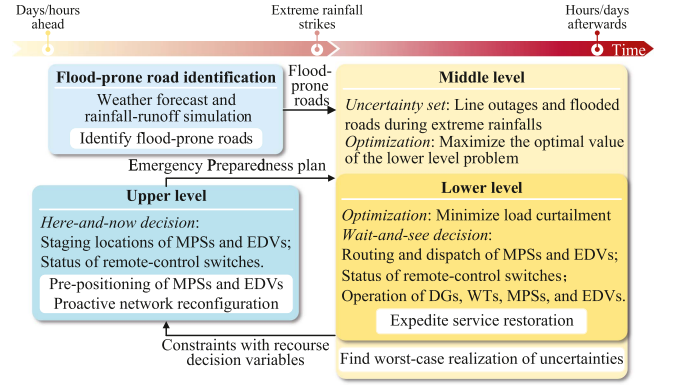 Days/hours
ahead
Extreme rainfall
strikes
Hours/days
afterwards
Time
Flood-prone road identification
Weather forecast and
rainfall-runoff simulation
Identify flood-prone roads
Flood-
prone
roads
Middle level
Uncertainty set: Line outages and flooded
roads during extreme rainfalls
Optimization: Maximize the optimal value
of the lower level problem
Emergency Preparedness plan
Upper level
Here-and-now decision:
Staging locations of MPSs and EDVs;
Status of remote-control switches.
Pre-positioning of MPSs and EDVs
Proactive network reconfiguration
Lower level
Optimization: Minimize load curtailment
Wait-and-see decision:
Routing and dispatch of MPSs and EDVs;
Status of remote-control switches;
Operation of DGs, WTs, MPSs, and EDVs.
Expedite service restoration
Constraints with recourse
decision variables
Find worst-case realization of uncertainties